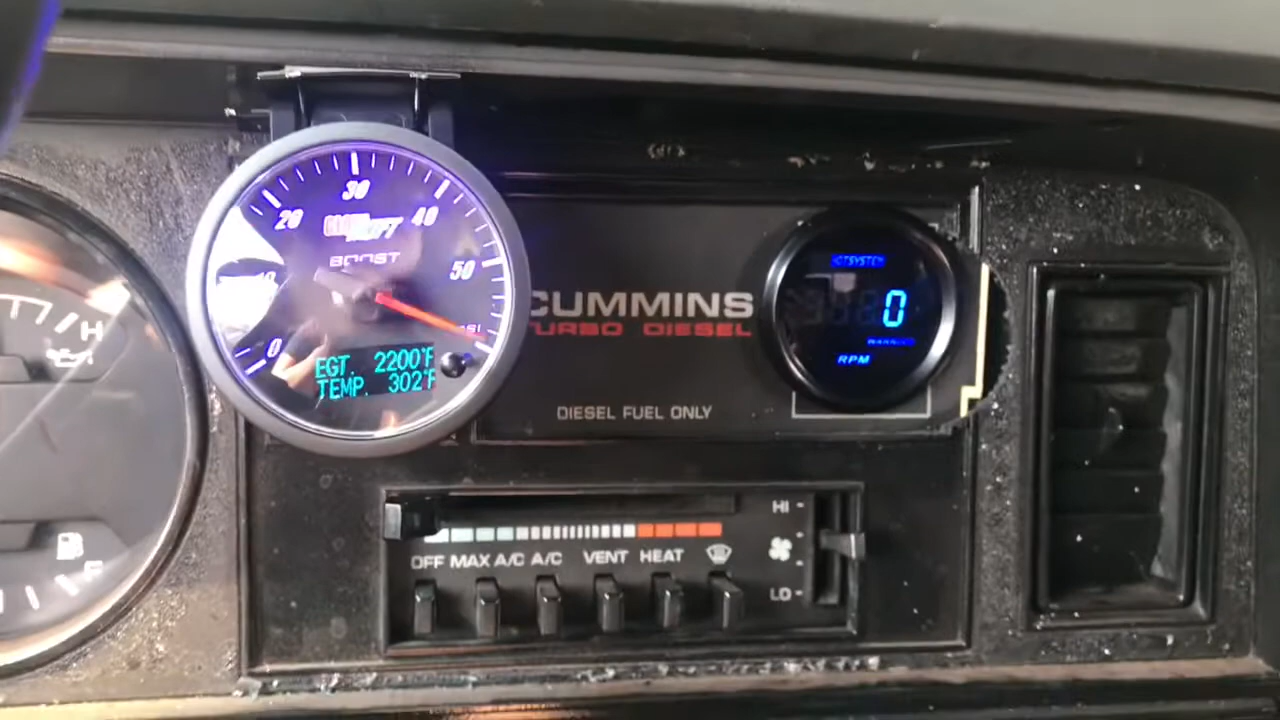 30
20
40
BOOST
50
10
0
EGT. 2200°F
TEMP. 302°F
H
F
CUMMINS
TURBO DIESEL
DIESEL FUEL ONLY
0
RPM
HI
LO
OFF MAX A/C A/C VENT HEAT